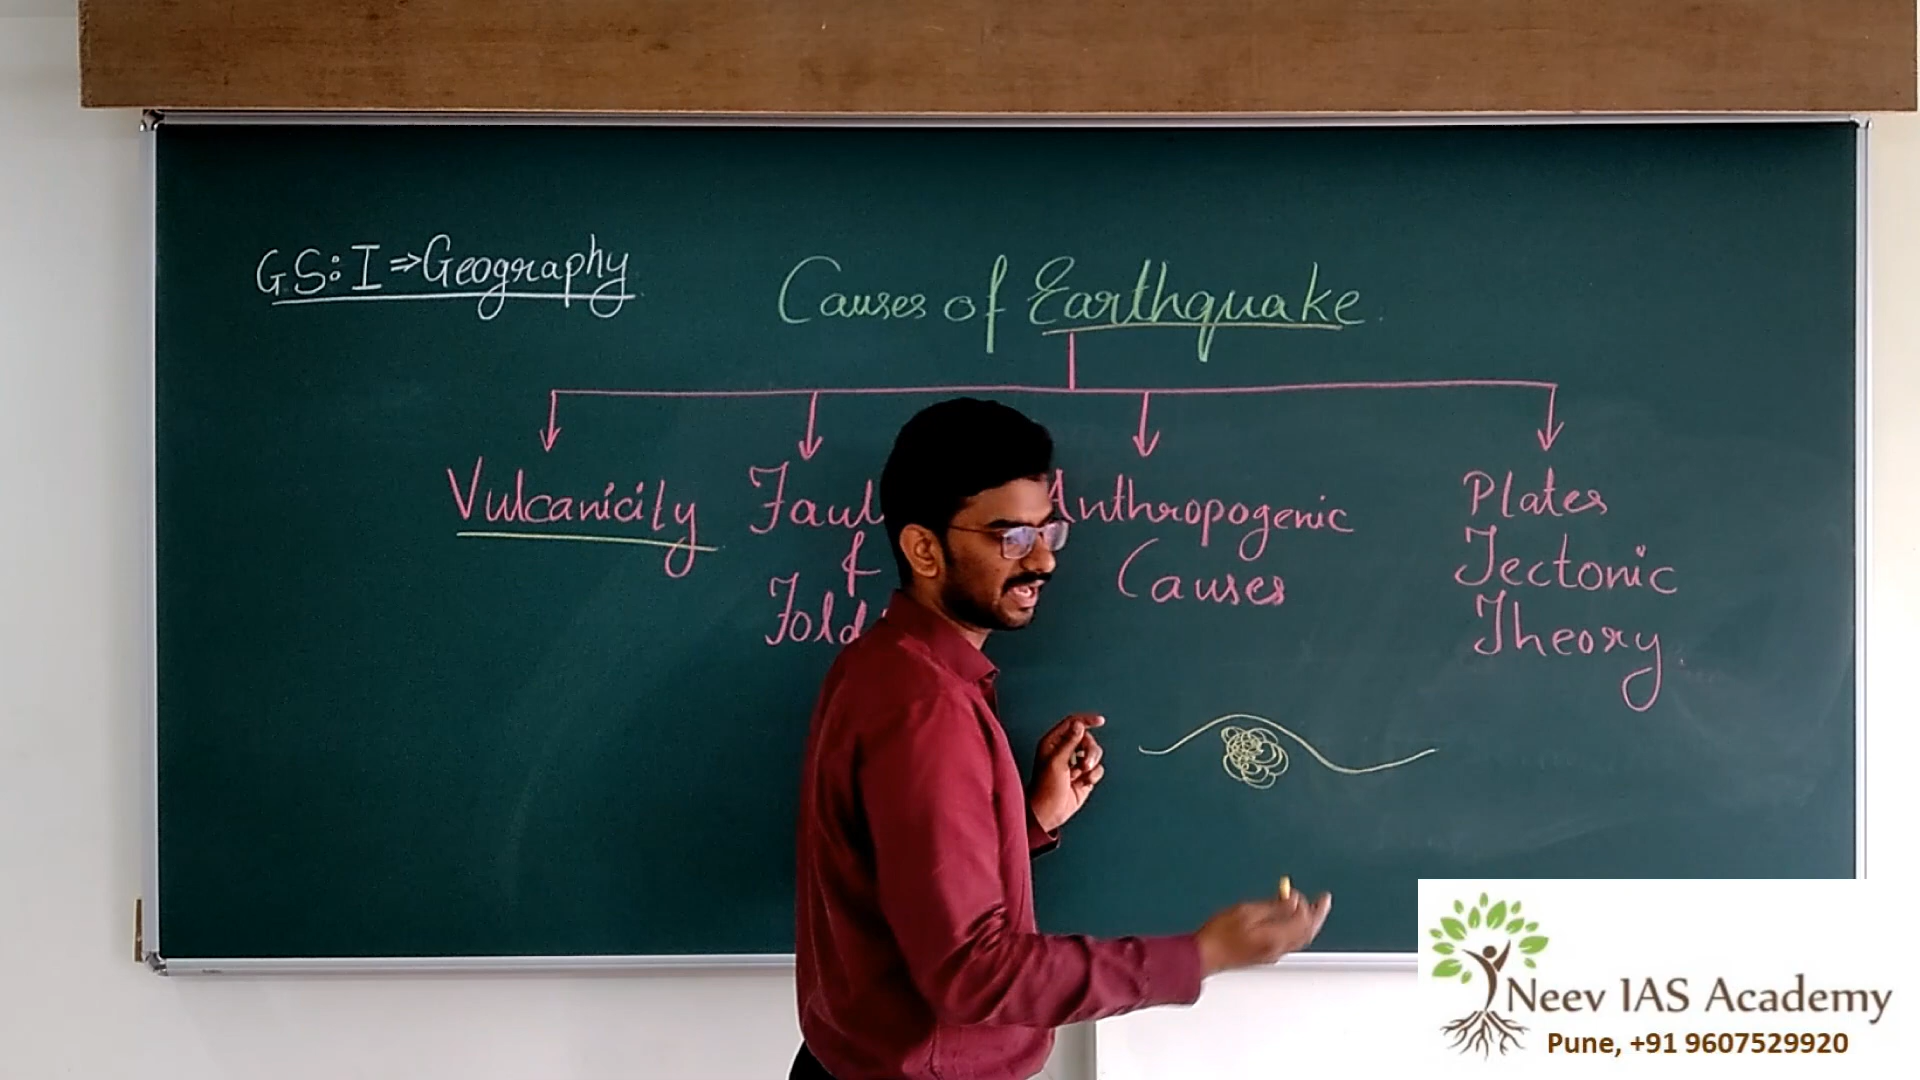 GS:I ⇒ Geography
Causes of Earthquake
Vulcanicity
&
Anthropogenic
Causes
Plates
Tectonic
Theory
Neev IAS Academy
Pune, +91 9607529920